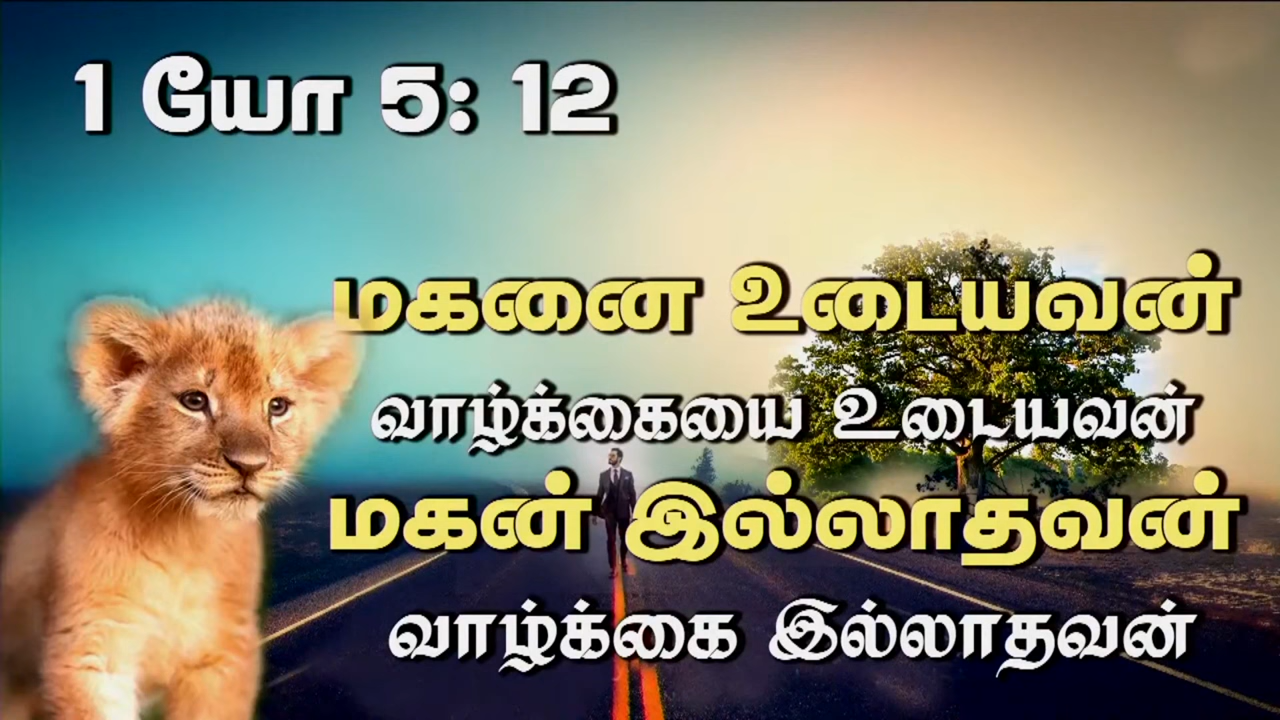 1 யோ 5: 12
மகனை உடையவன்
வாழ்க்கையை உடையவன்
மகன் இல்லாதவன்
வாழ்க்கை இல்லாதவன்